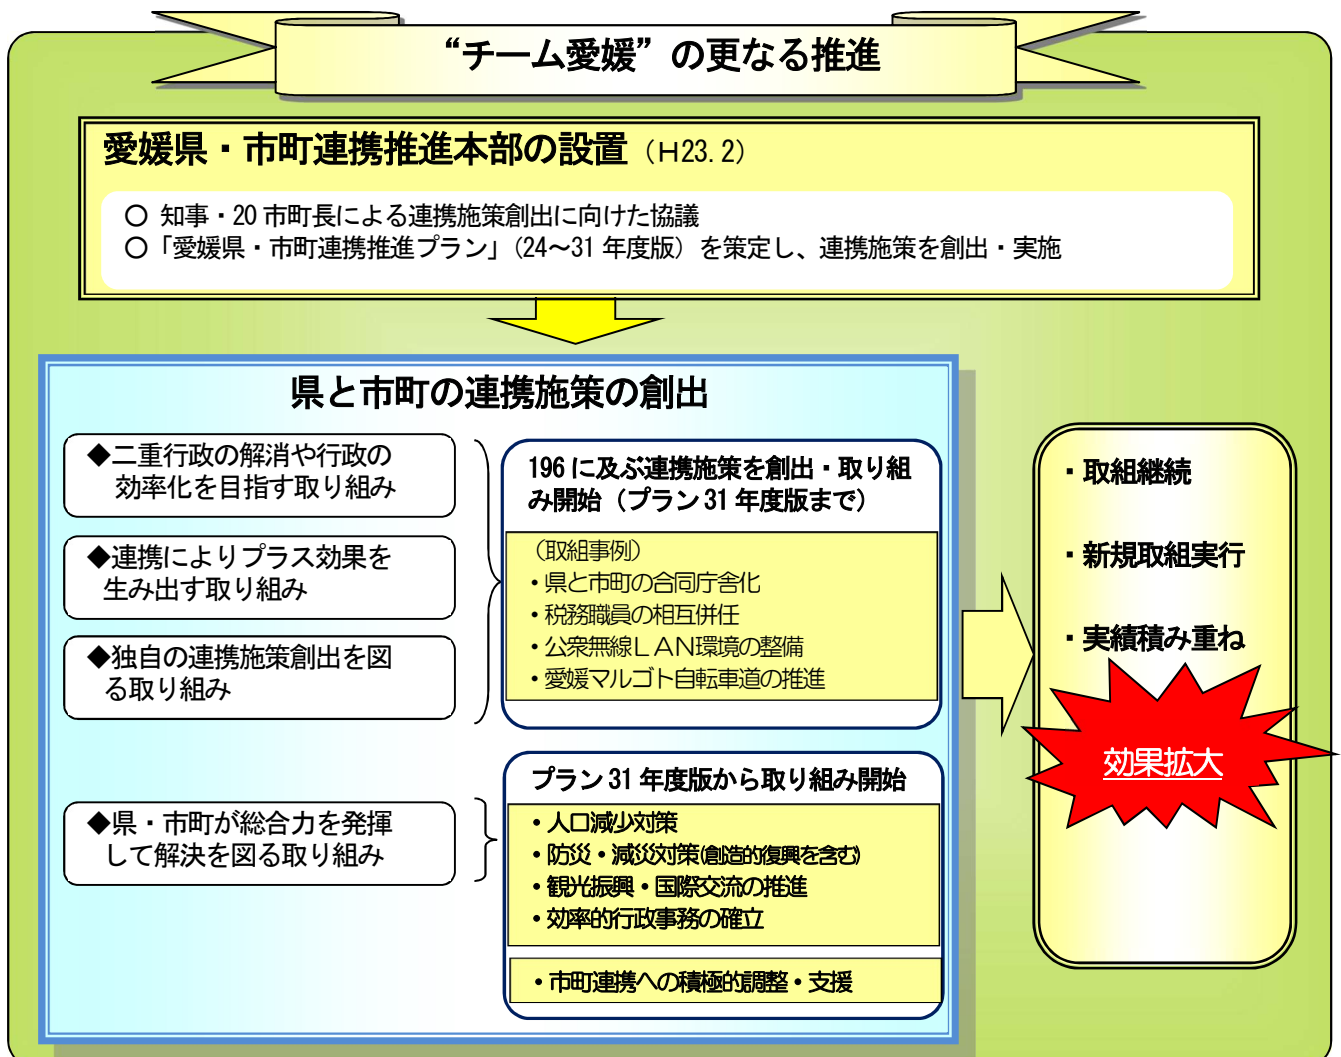 “チーム愛媛”の更なる推進
愛媛県・市町連携推進本部の設置（H23.2）
○ 知事・20市町長による連携施策創出に向けた協議
○「愛媛県・市町連携推進プラン」（24～31年度版）を策定し、連携施策を創出・実施
県と市町の連携施策の創出
◆二重行政の解消や行政の
効率化を目指す取り組み
◆連携によりプラス効果を
生み出す取り組み
◆独自の連携施策創出を図
る取り組み
196に及ぶ連携施策を創出・取り組
み開始（プラン31年度版まで）
（取組事例）
・県と市町の合同庁舎化
・税務職員の相互併任
・公衆無線ＬＡＮ環境の整備
・愛媛マルゴト自転車道の推進
◆県・市町が総合力を発揮
して解決を図る取り組み
プラン31年度版から取り組み開始
・人口減少対策
・防災・減災対策(創造的復興を含む)
・観光振興・国際交流の推進
・効率的行政事務の確立
・市町連携への積極的調整・支援
・取組継続
・新規取組実行
・実績積み重ね
効果拡大